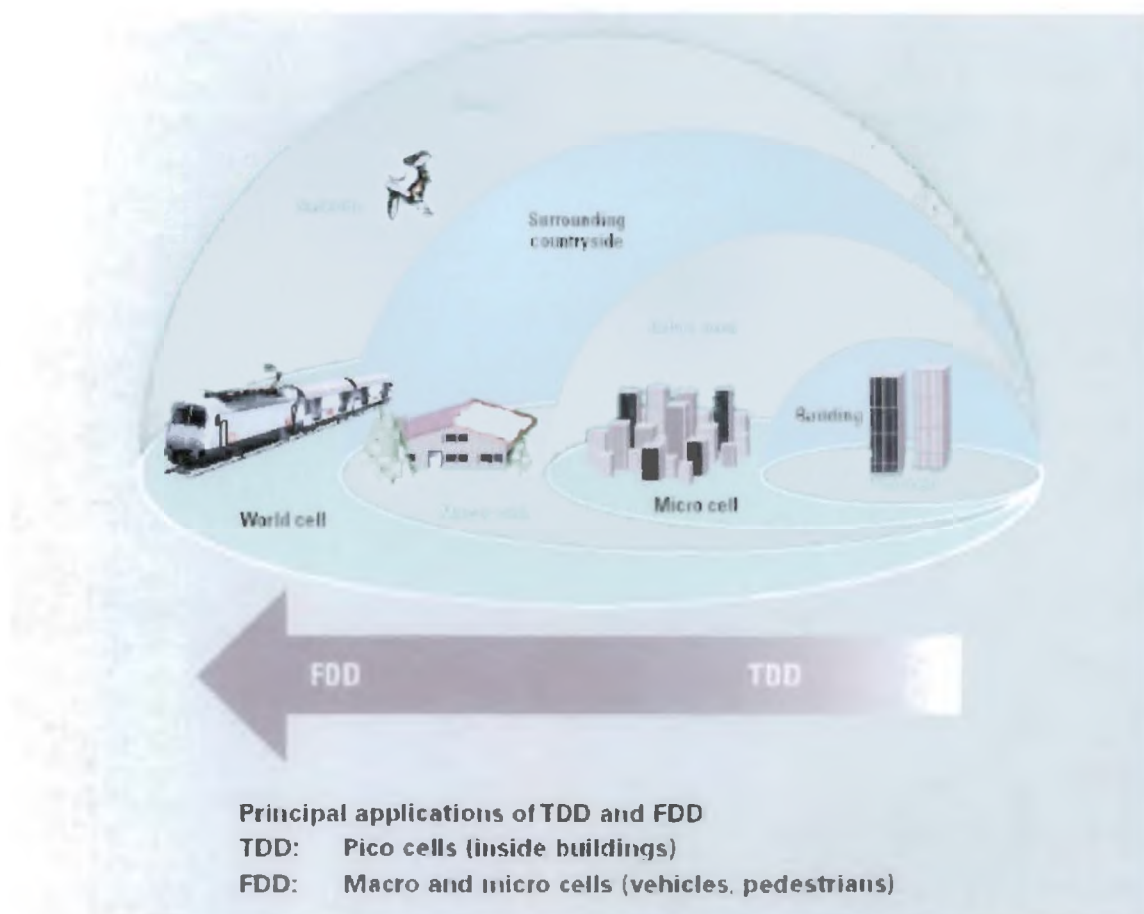 Surrounding
countryside
Building
World cell
Micro cell
FDD
TDD
Principal applications of TDD and FDD
TDD: Pico cells (inside buildings)
FDD: Macro and micro cells (vehicles, pedestrians)